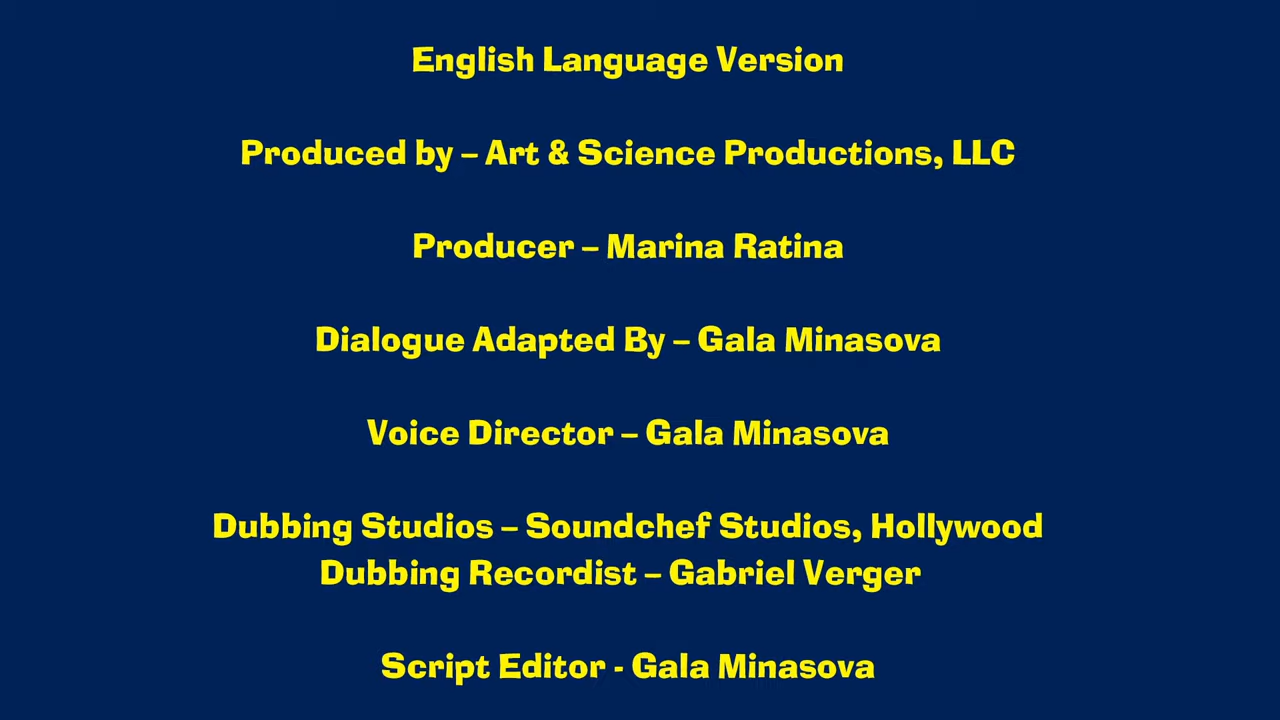 English Language Version
Produced by – Art & Science Productions, LLC
Producer – Marina Ratina
Dialogue Adapted By – Gala Minasova
Voice Director – Gala Minasova
Dubbing Studios – Soundchef Studios, Hollywood
Dubbing Recordist – Gabriel Verger
Script Editor - Gala Minasova